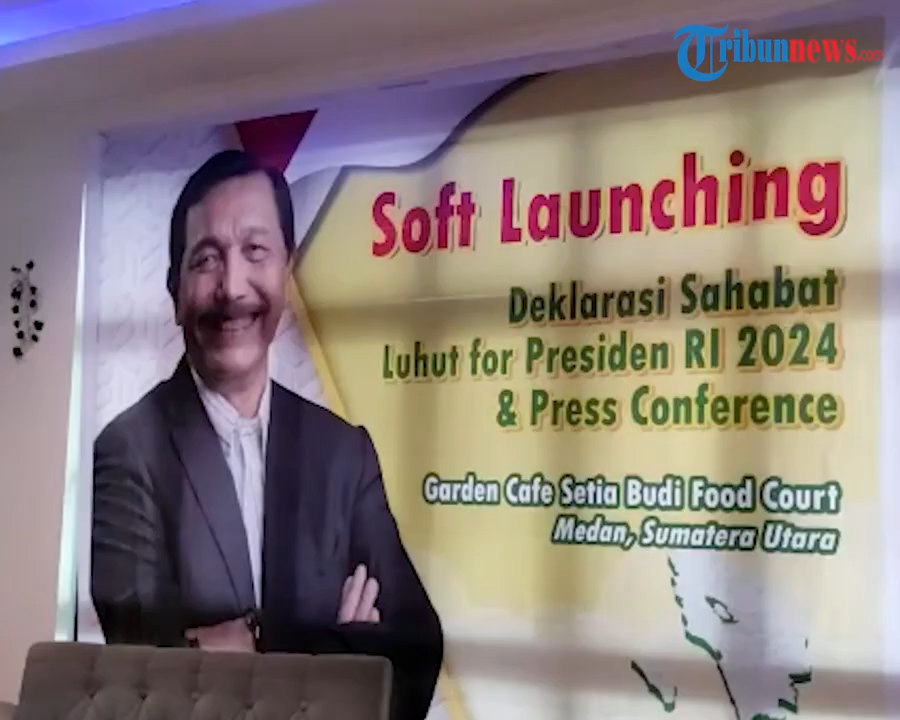 Tribunnews.com
Soft Launching
Deklarasi Sahabat
Luhut for Presiden RI 2024
& Press Conference
Garden Cafe Setia Budi Food Court
Medan, Sumatera Utara